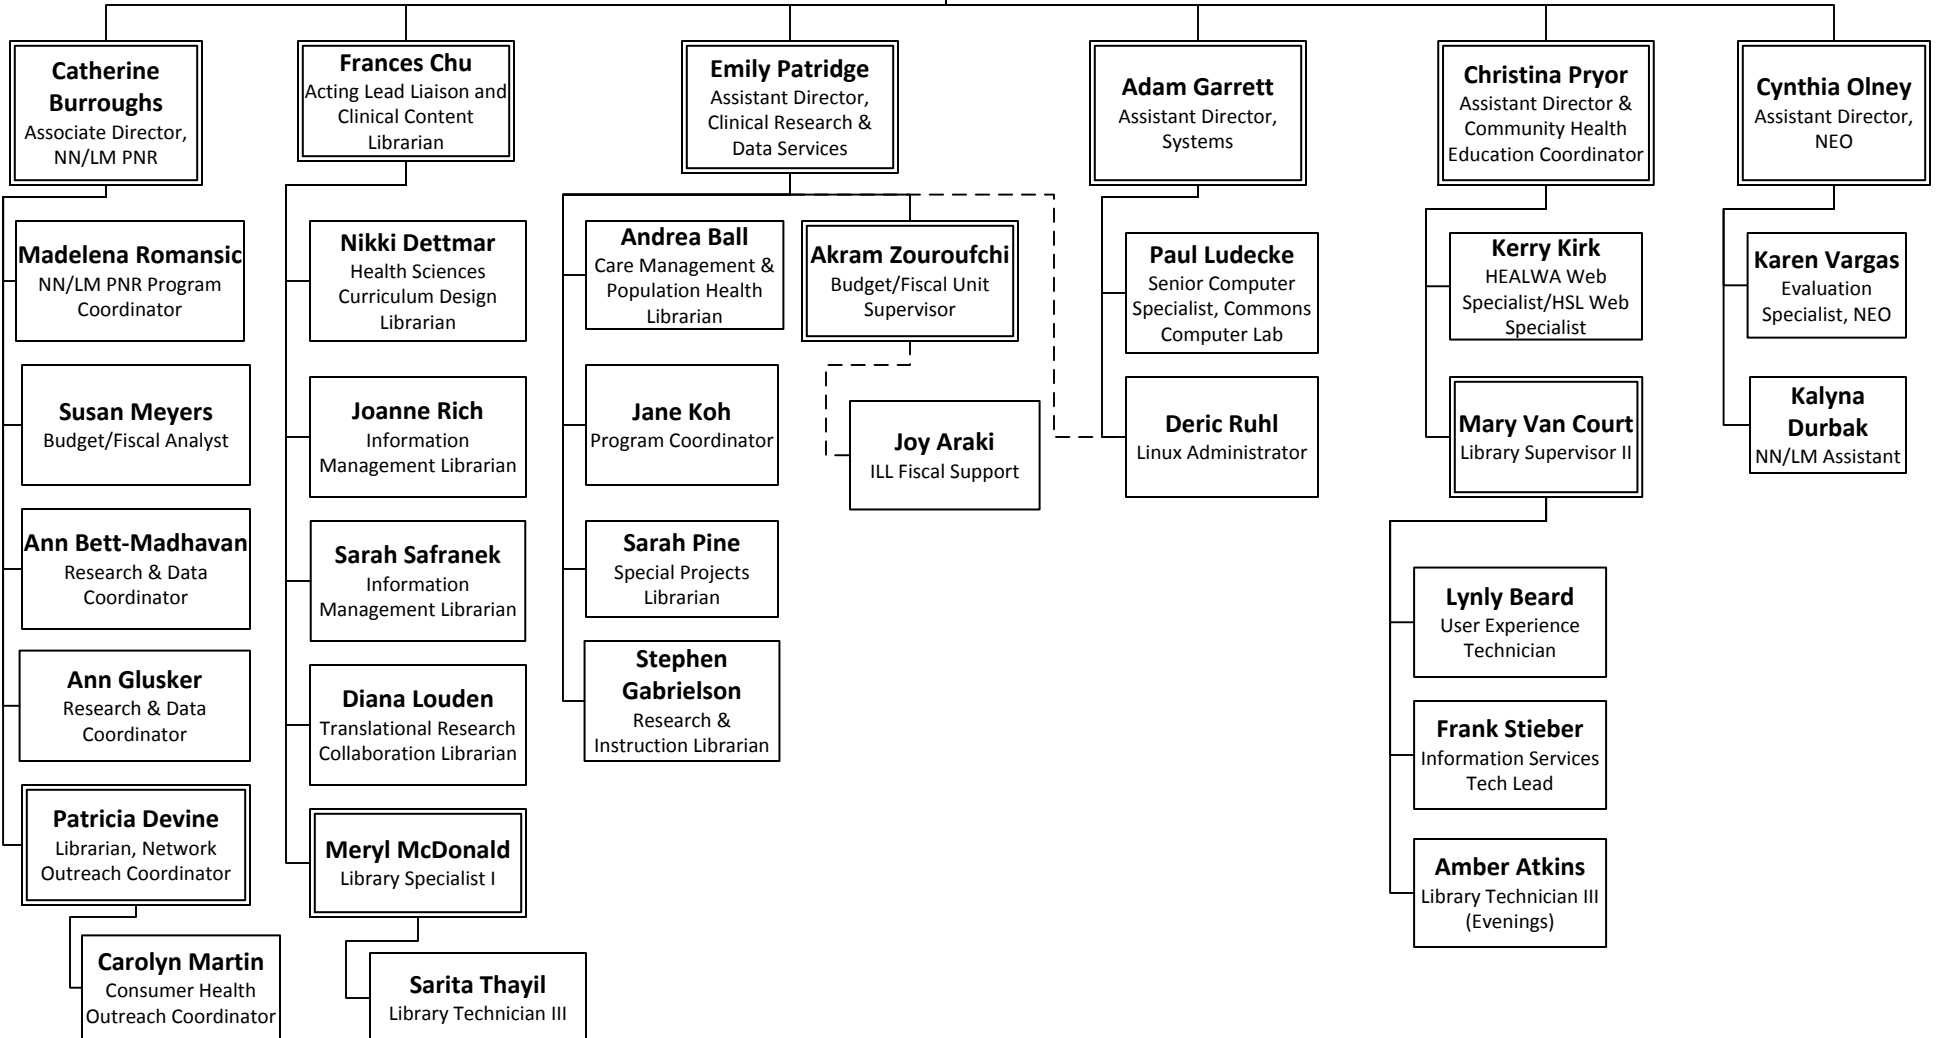 Catherine
Burroughs
Associate Director,
NN/LM PNR
Frances Chu
Acting Lead Liaison and
Clinical Content
Librarian
Emily Patridge
Assistant Director,
Clinical Research &
Data Services
Adam Garrett
Assistant Director,
Systems
Christina Pryor
Assistant Director &
Community Health
Education Coordinator
Cynthia Olney
Assistant Director,
NEO
Madelena Romansic
NN/LM PNR Program
Coordinator
Susan Meyers
Budget/Fiscal Analyst
Ann Bett-Madhavan
Research & Data
Coordinator
Ann Glusker
Research & Data
Coordinator
Patricia Devine
Librarian, Network
Outreach Coordinator
Carolyn Martin
Consumer Health
Outreach Coordinator
Nikki Dettmar
Health Sciences
Curriculum Design
Librarian
Joanne Rich
Information
Management Librarian
Sarah Safranek
Information
Management Librarian
Diana Louden
Translational Research
Collaboration Librarian
Meryl McDonald
Library Specialist I
Sarita Thayil
Library Technician III
Andrea Ball
Care Management &
Population Health
Librarian
Jane Koh
Program Coordinator
Sarah Pine
Special Projects
Librarian
Stephen
Gabrielson
Research &
Instruction Librarian
Akram Zouroufchi
Budget/Fiscal Unit
Supervisor
Joy Araki
ILL Fiscal Support
Paul Ludecke
Senior Computer
Specialist, Commons
Computer Lab
Deric Ruhl
Linux Administrator
Kerry Kirk
HEALWA Web
Specialist/HSL Web
Specialist
Mary Van Court
Library Supervisor II
Lynly Beard
User Experience
Technician
Frank Stieber
Information Services
Tech Lead
Amber Atkins
Library Technician III
(Evenings)
Karen Vargas
Evaluation
Specialist, NEO
Kalyna
Durbak
NN/LM Assistant